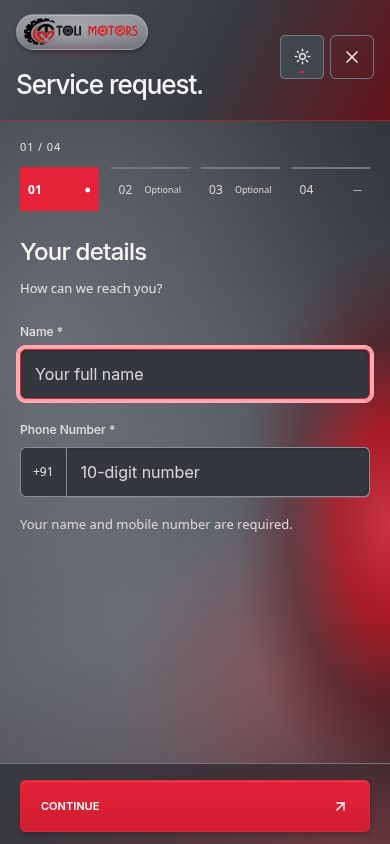 TOLI MOTORS
Service request.
01 / 04
01
02 Optional
03 Optional
04 —
Your details
How can we reach you?
Name *
Your full name
Phone Number *
+91 10-digit number
Your name and mobile number are required.
CONTINUE